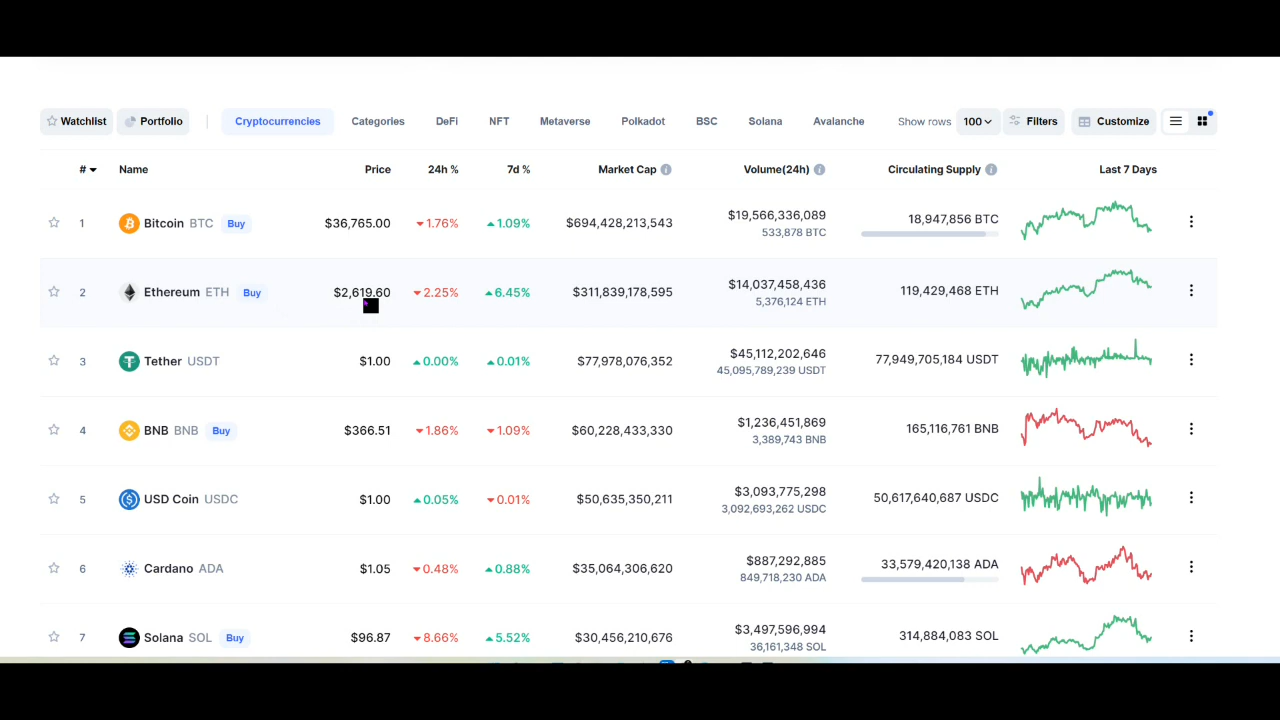 Watchlist Portfolio Cryptocurrencies Categories DeFi NFT Metaverse Polkadot BSC Solana Avalanche Show rows 100 Filters Customize
# Name Price 24h % 7d % Market Cap Volume(24h) Circulating Supply Last 7 Days
1 Bitcoin BTC Buy $36,765.00 1.76% 1.09% $694,428,213,543 $19,566,336,089 18,947,856 BTC
533,878 BTC
2 Ethereum ETH Buy $2,619.60 2.25% 6.45% $311,839,178,595 $14,037,458,436 119,429,468 ETH
5,376,124 ETH
3 Tether USDT $1.00 0.00% 0.01% $77,978,076,352 $45,112,202,646 77,949,705,184 USDT
45,095,789,239 USDT
4 BNB BNB Buy $366.51 1.86% 1.09% $60,228,433,330 $1,236,451,869 165,116,761 BNB
3,389,743 BNB
5 USD Coin USDC $1.00 0.05% 0.01% $50,635,350,211 $3,093,775,298 50,617,640,687 USDC
3,092,693,262 USDC
6 Cardano ADA $1.05 0.48% 0.88% $35,064,306,620 $887,292,885 33,579,420,138 ADA
849,718,230 ADA
7 Solana SOL Buy $96.87 8.66% 5.52% $30,456,210,676 $3,497,596,994 314,884,083 SOL
36,161,348 SOL